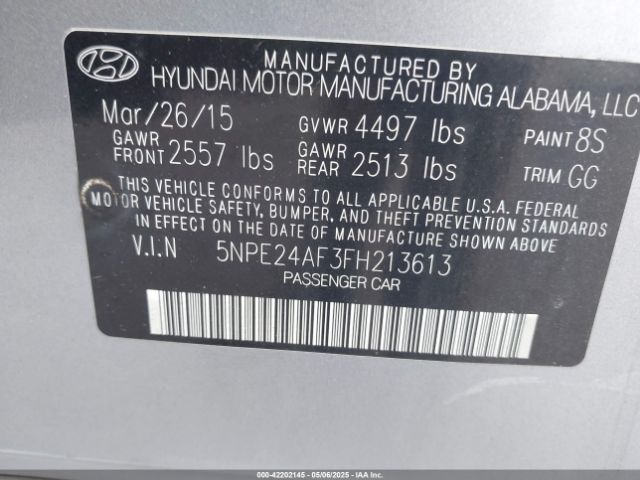 MANUFACTURED BY
HYUNDAI MOTOR MANUFACTURING ALABAMA, LLC
Mar/26/15 GVWR 4497 lbs PAINT 8S
GAWR FRONT 2557 lbs GAWR REAR 2513 lbs TRIM GG
THIS VEHICLE CONFORMS TO ALL APPLICABLE U.S.A. FEDERAL
MOTOR VEHICLE SAFETY, BUMPER, AND THEFT PREVENTION STANDARDS
IN EFFECT ON THE DATE OF MANUFACTURE SHOWN ABOVE.
V.I.N 5NPE24AF3FH213613
PASSENGER CAR
000-42202145 - 05/06/2025 - IAAI.com